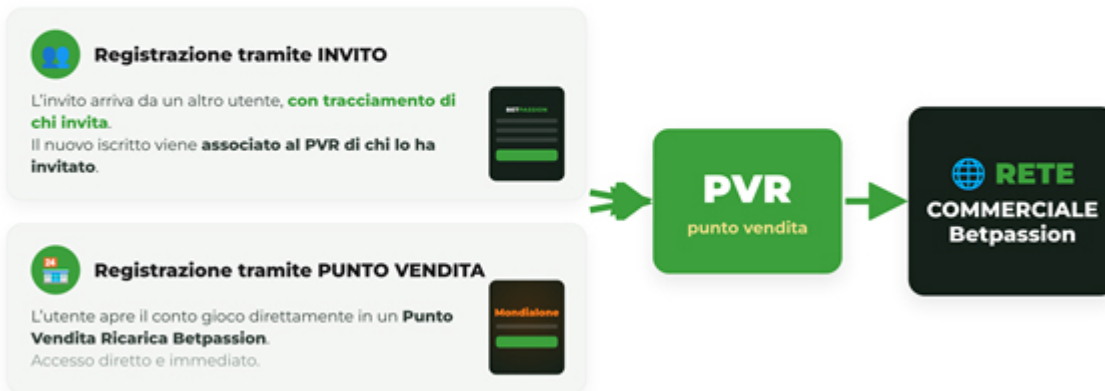 Registrazione tramite INVITO
L'invito arriva da un altro utente, con tracciamento di
chi invita.
Il nuovo iscritto viene associato al PVR di chi lo ha
invitato.
BETPASSION
Registrazione tramite PUNTO VENDITA
24
L'utente apre il conto gioco direttamente in un Punto
Vendita Ricarica Betpassion.
Accesso diretto e immediato.
Mondialone
PVR
punto vendita
RETE
COMMERCIALE
Betpassion